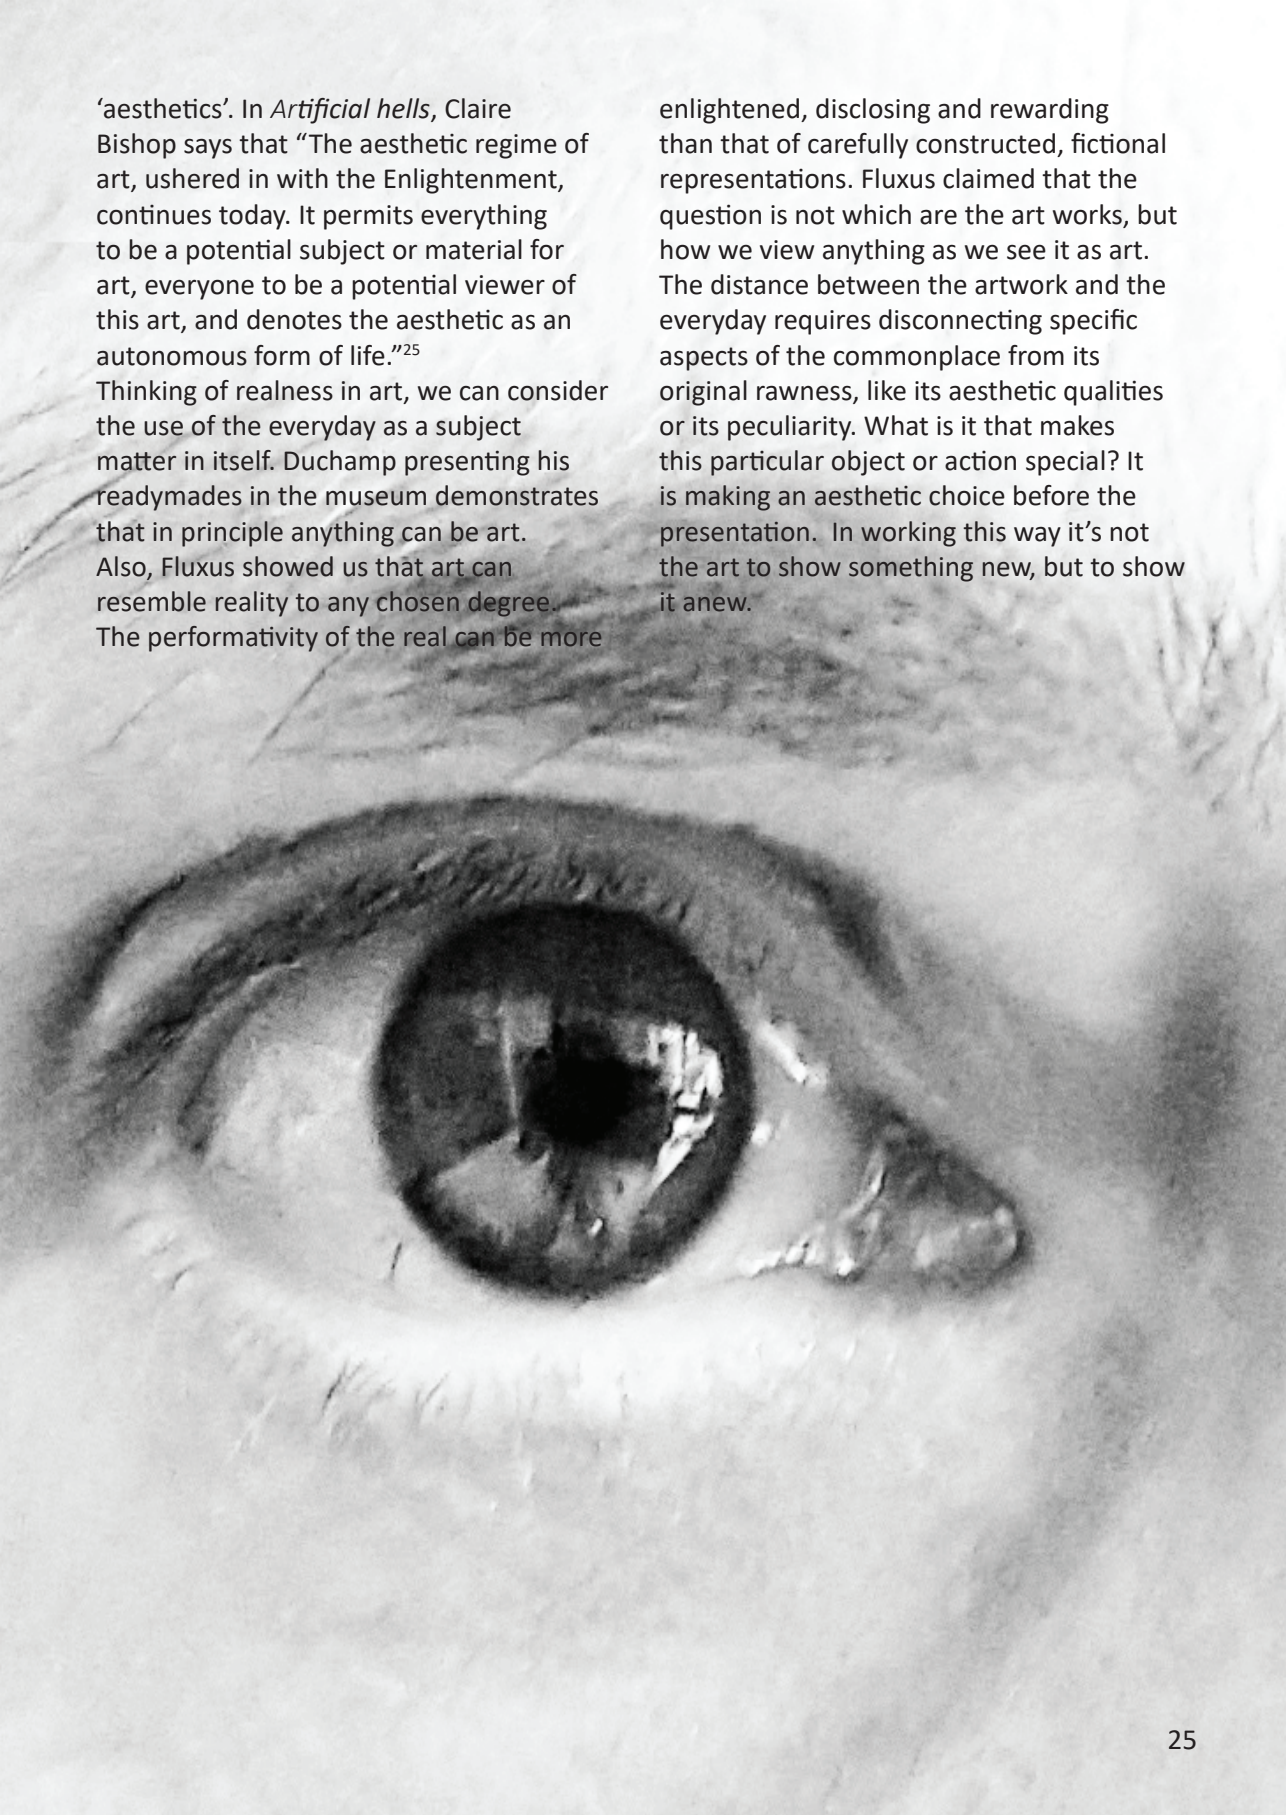 ‘aesthetics’. In Artificial hells, Claire
Bishop says that “The aesthetic regime of
art, ushered in with the Enlightenment,
continues today. It permits everything
to be a potential subject or material for
art, everyone to be a potential viewer of
this art, and denotes the aesthetic as an
autonomous form of life.”25
Thinking of realness in art, we can consider
the use of the everyday as a subject
matter in itself. Duchamp presenting his
readymades in the museum demonstrates
that in principle anything can be art.
Also, Fluxus showed us that art can
resemble reality to any chosen degree.
The performativity of the real can be more
enlightened, disclosing and rewarding
than that of carefully constructed, fictional
representations. Fluxus claimed that the
question is not which are the art works, but
how we view anything as we see it as art.
The distance between the artwork and the
everyday requires disconnecting specific
aspects of the commonplace from its
original rawness, like its aesthetic qualities
or its peculiarity. What is it that makes
this particular object or action special? It
is making an aesthetic choice before the
presentation.  In working this way it’s not
the art to show something new, but to show
it anew.
25